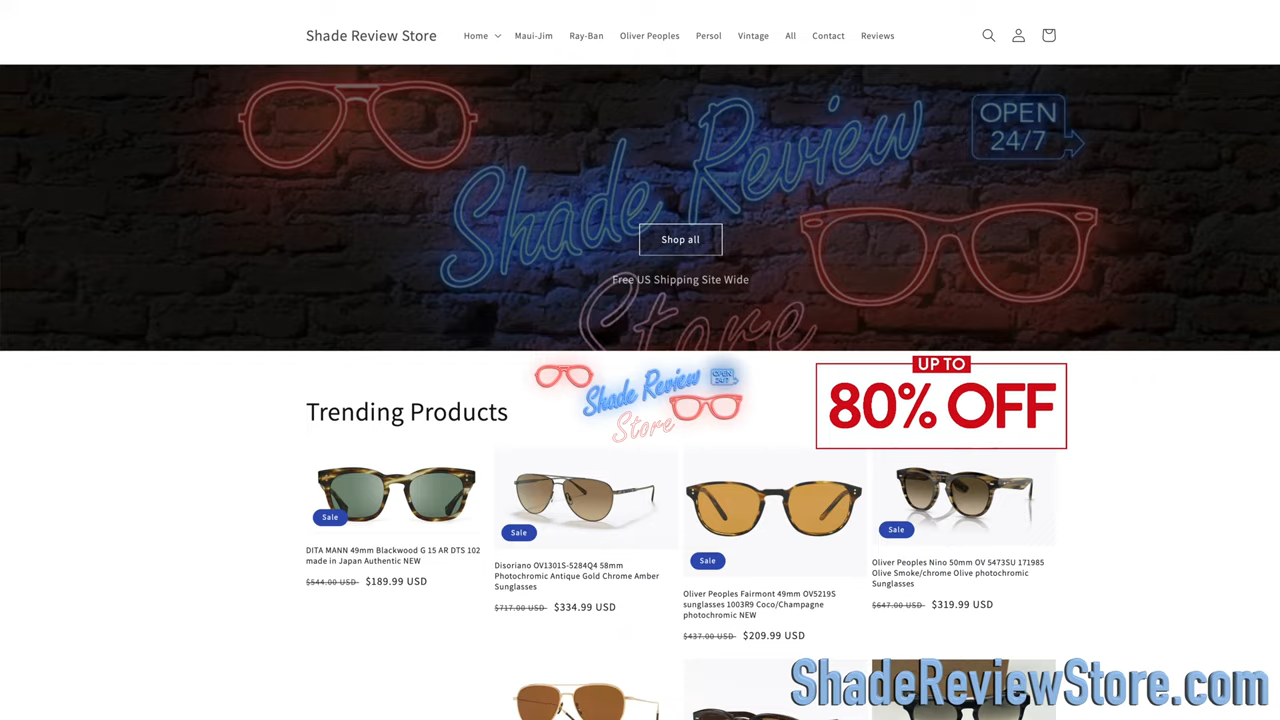 Shade Review Store
Home
Maui-Jim
Ray-Ban
Oliver Peoples
Persol
Vintage
All
Contact
Reviews
Shade Review
Store
OPEN
24/7
Shop all
Free US Shipping Site Wide
Trending Products
Shade Review
Store
OPEN
24/7
UP TO
80% OFF
Sale
DITA MANN 49mm Blackwood G 15 AR DTS 102
made in Japan Authentic NEW
$544.00 USD $189.99 USD
Sale
Disoriano OV1301S-5284Q4 58mm
Photochromic Antique Gold Chrome Amber
Sunglasses
$717.00 USD $334.99 USD
Sale
Oliver Peoples Fairmont 49mm OV5219S
sunglasses 1003R9 Coco/Champagne
photochromic NEW
$437.00 USD $209.99 USD
Sale
Oliver Peoples Nino 50mm OV 5473SU 171985
Olive Smoke/chrome Olive photochromic
Sunglasses
$647.00 USD $319.99 USD
ShadeReviewStore.com